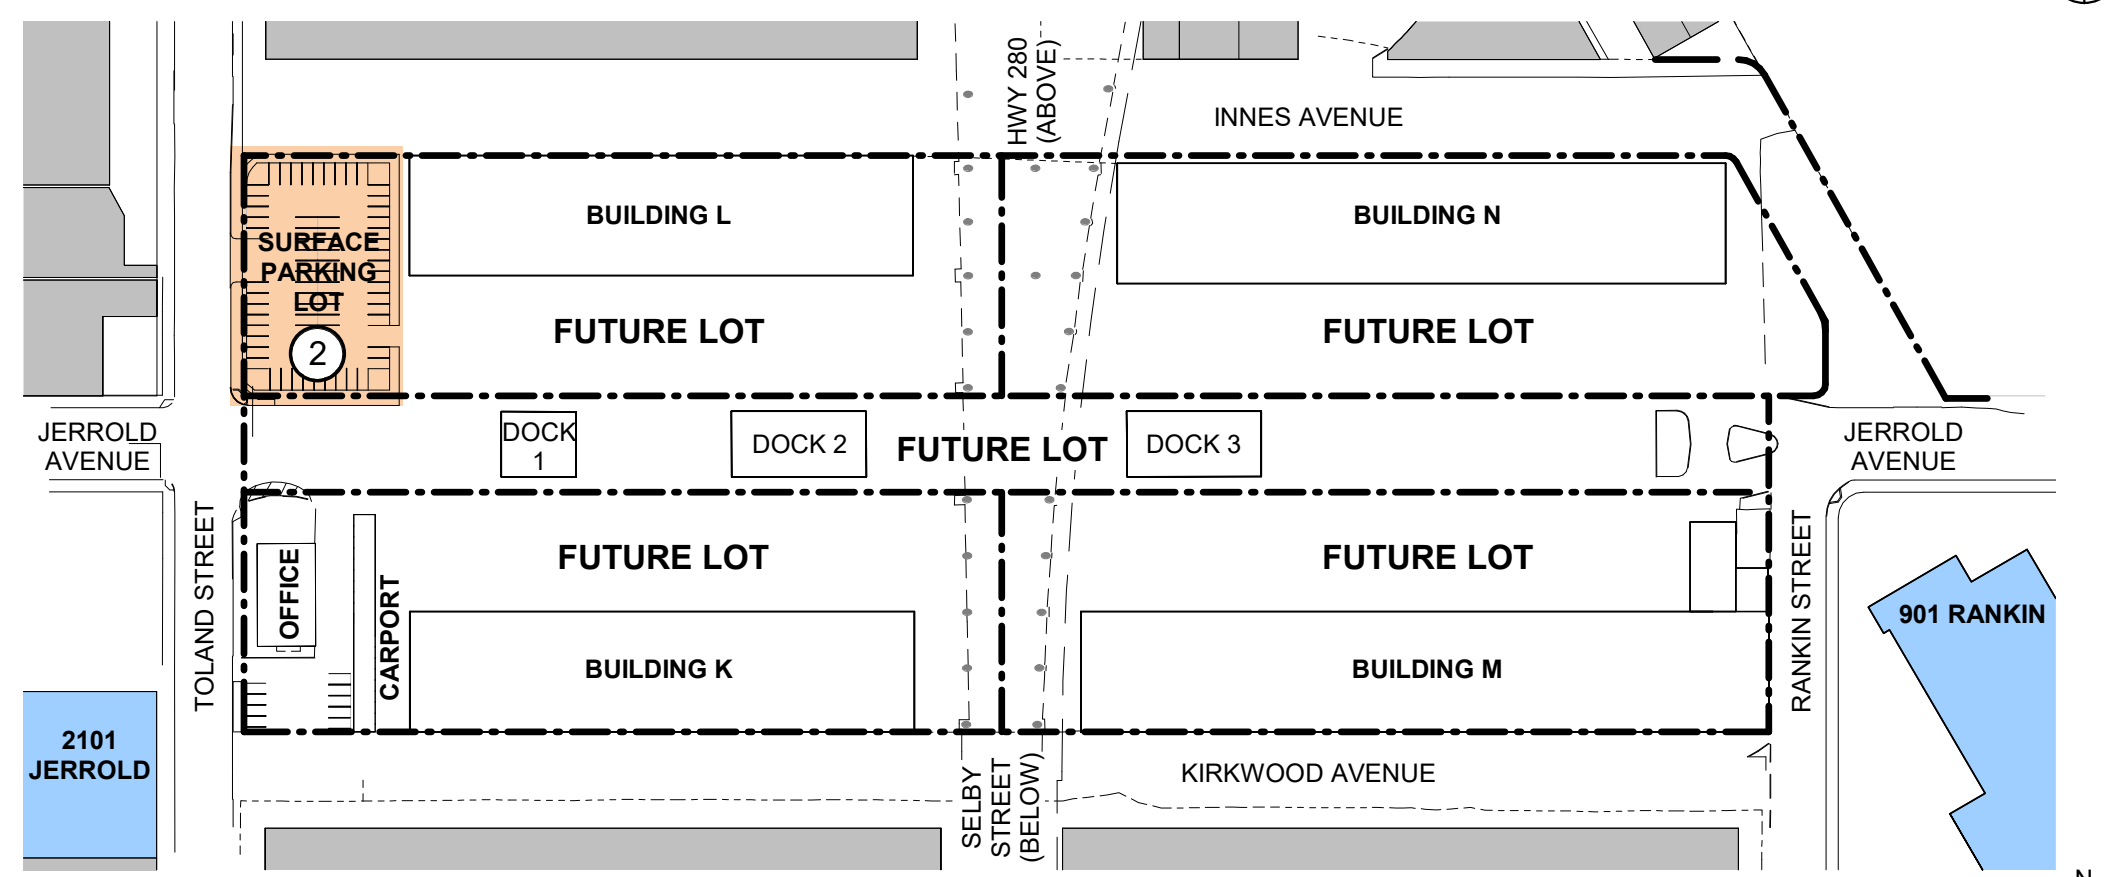 HWY 280
(ABOVE)
INNES AVENUE
BUILDING L
BUILDING N
SURFACE
PARKING
LOT
2
FUTURE LOT
FUTURE LOT
JERROLD
AVENUE
DOCK
1
DOCK 2
FUTURE LOT
DOCK 3
JERROLD
AVENUE
TOLAND STREET
OFFICE
CARPORT
FUTURE LOT
FUTURE LOT
RANKIN STREET
901 RANKIN
BUILDING K
BUILDING M
2101
JERROLD
SELBY
STREET
(BELOW)
KIRKWOOD AVENUE